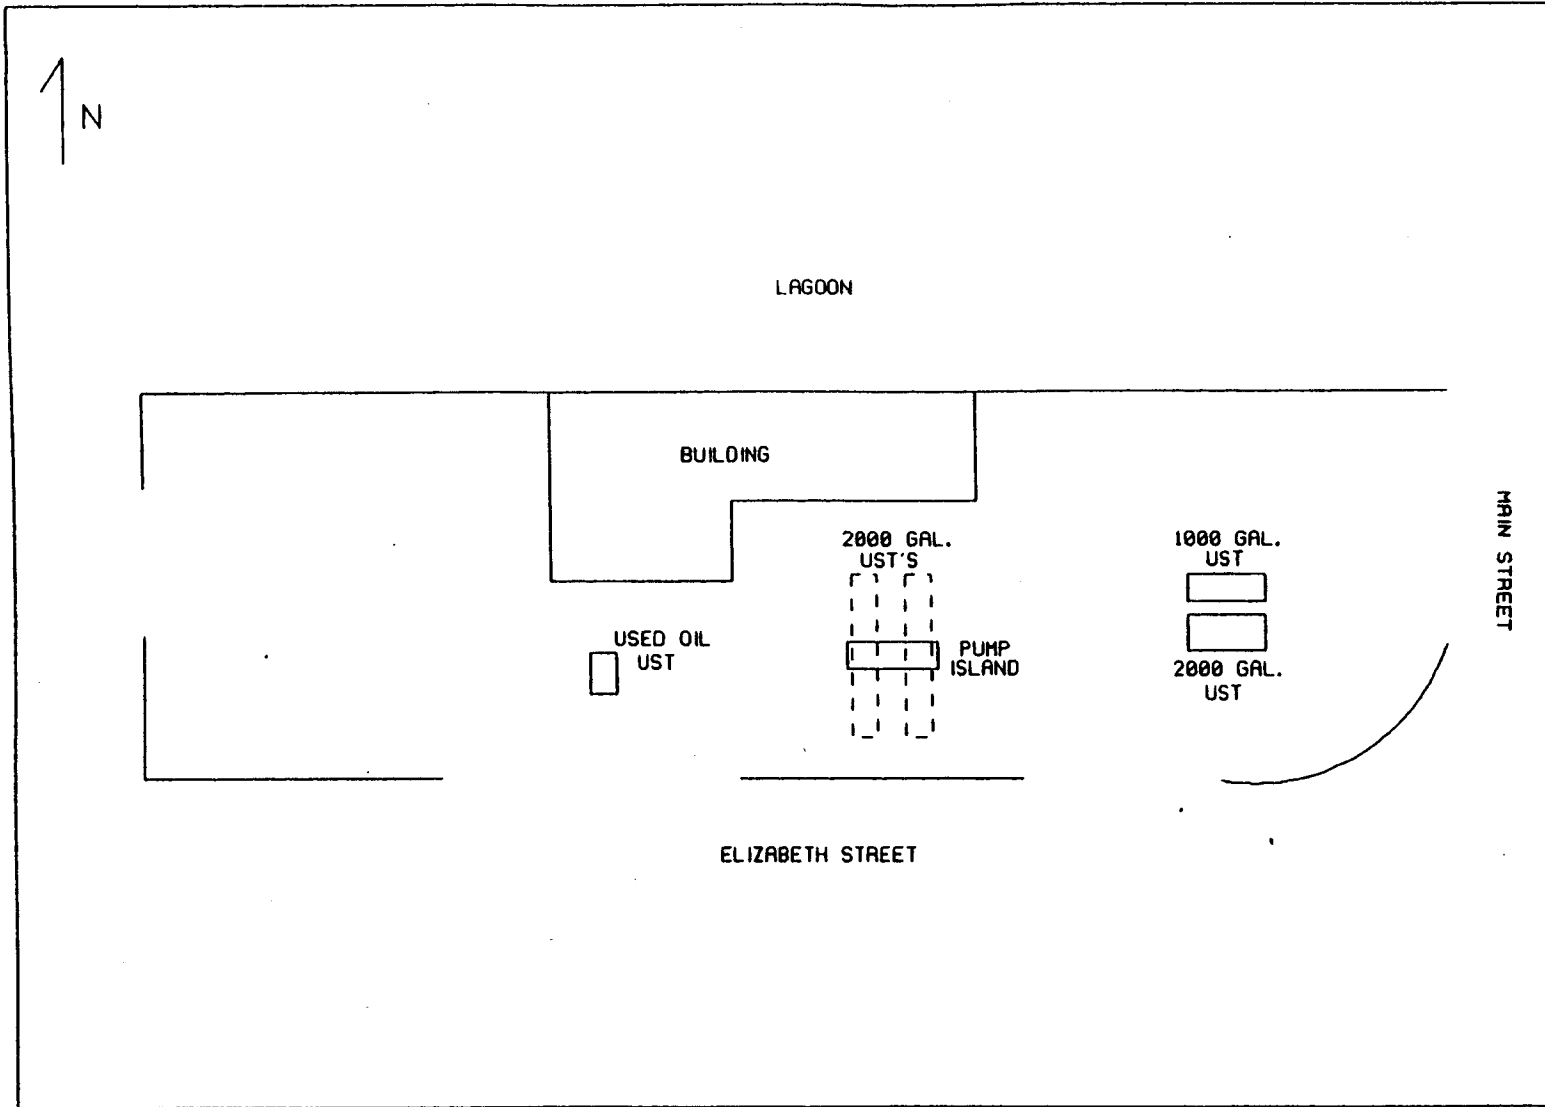 N
LAGOON
BUILDING
2000 GAL.
UST'S
1000 GAL.
UST
MAIN STREET
USED OIL
UST
PUMP
ISLAND
2000 GAL.
UST
ELIZABETH STREET